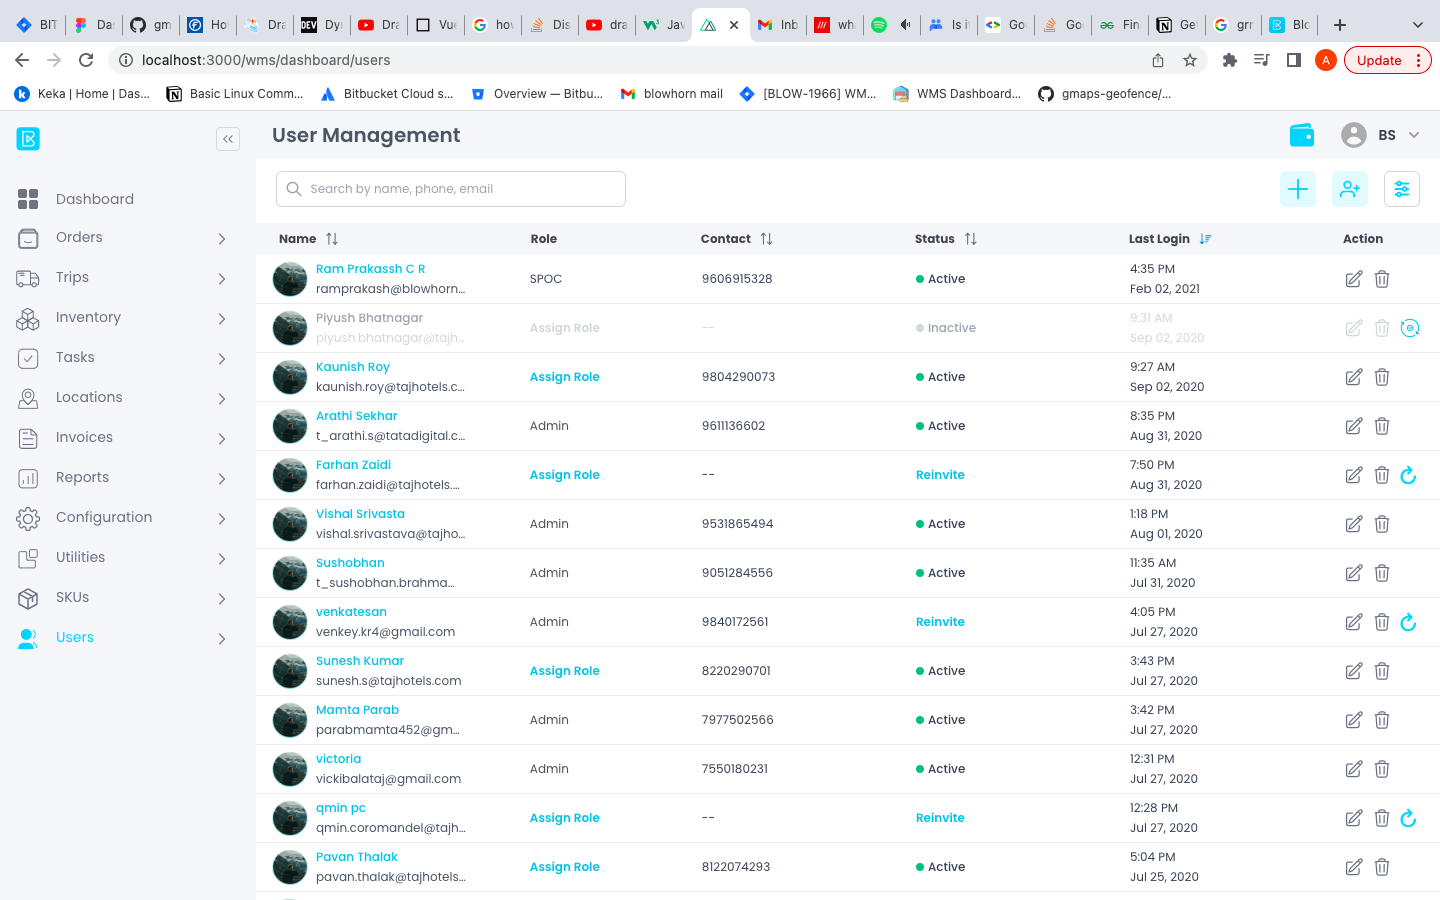 BIT
Das
gm
Ho
Dra
DEV Dyn
Dra
Vue
hov
Dis
dra
Jav
Inb
wh
Is i
Go
Go
Fin
Get
grr
Blo
localhost:3000/wms/dashboard/users
A
Update
Keka | Home | Das...
Basic Linux Comm...
Bitbucket Cloud s...
Overview — Bitbu...
blowhorn mail
[BLOW-1966] WM...
WMS Dashboard...
gmaps-geofence/...
User Management
BS
Dashboard
Orders
Trips
Inventory
Tasks
Locations
Invoices
Reports
Configuration
Utilities
SKUs
Users
Search by name, phone, email
Name Role Contact Status Last Login Action
Ram Prakassh C R
ramprakash@blowhorn...
SPOC
9606915328
Active
4:35 PM
Feb 02, 2021
Piyush Bhatnagar
piyush.bhatnagar@tajh...
Assign Role
--
Inactive
9:31 AM
Sep 02, 2020
Kaunish Roy
kaunish.roy@tajhotels.c...
Assign Role
9804290073
Active
9:27 AM
Sep 02, 2020
Arathi Sekhar
t_arathi.s@tatadigital.c...
Admin
9611136602
Active
8:35 PM
Aug 31, 2020
Farhan Zaidi
farhan.zaidi@tajhotels....
Assign Role
--
Reinvite
7:50 PM
Aug 31, 2020
Vishal Srivasta
vishal.srivastava@tajho...
Admin
9531865494
Active
1:18 PM
Aug 01, 2020
Sushobhan
t_sushobhan.brahma...
Admin
9051284556
Active
11:35 AM
Jul 31, 2020
venkatesan
venkey.kr4@gmail.com
Admin
9840172561
Reinvite
4:05 PM
Jul 27, 2020
Sunesh Kumar
sunesh.s@tajhotels.com
Assign Role
8220290701
Active
3:43 PM
Jul 27, 2020
Mamta Parab
parabmamta452@gm...
Admin
7977502566
Active
3:42 PM
Jul 27, 2020
victoria
vickibalataj@gmail.com
Admin
7550180231
Active
12:31 PM
Jul 27, 2020
qmin pc
qmin.coromandel@tajh...
Assign Role
--
Reinvite
12:28 PM
Jul 27, 2020
Pavan Thalak
pavan.thalak@tajhotels...
Assign Role
8122074293
Active
5:04 PM
Jul 25, 2020